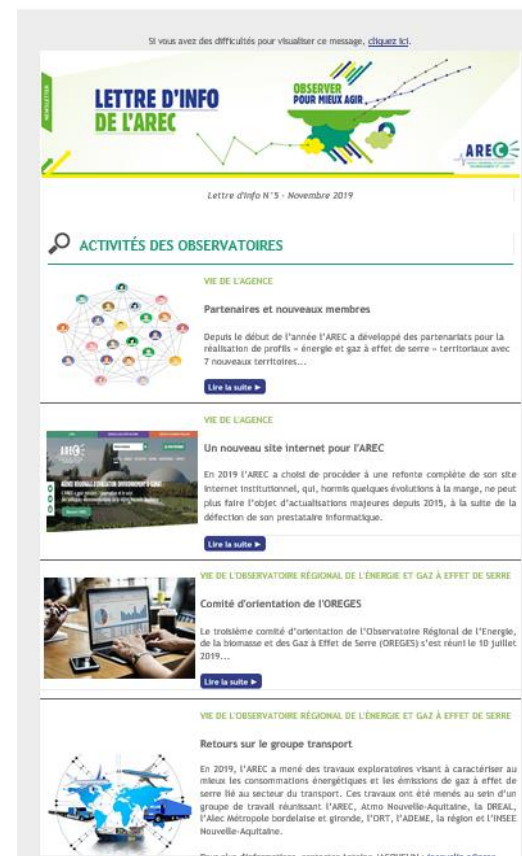 Si vous avez des difficultés pour visualiser ce message, cliquez ici.
NEWSLETTER
LETTRE D'INFO
DE L'AREC
OBSERVER
POUR MIEUX AGIR
AREC
Lettre d'Info N°5 - Novembre 2019
ACTIVITÉS DES OBSERVATOIRES
VIE DE L'AGENCE
Partenaires et nouveaux membres
Depuis le début de l'année l'AREC a développé des partenariats pour la
réalisation de profils « énergie et gaz à effet de serre » territoriaux avec
7 nouveaux territoires...
Lire la suite ►
VIE DE L'AGENCE
Un nouveau site internet pour l'AREC
En 2019 l'AREC a choisi de procéder à une refonte complète de son site
internet institutionnel, qui, hormis quelques évolutions à la marge, ne peut
plus faire l'objet d'actualisations majeures depuis 2015, à la suite de la
défection de son prestataire informatique.
Lire la suite ►
AREC
VIE DE L'OBSERVATOIRE RÉGIONAL DE L'ÉNERGIE ET GAZ À EFFET DE SERRE
Comité d'orientation de l'OREGES
Le troisième comité d'orientation de l'Observatoire Régional de l'Energie,
de la biomasse et des Gaz à Effet de Serre (OREGES) s'est réuni le 10 juillet
2019...
Lire la suite ►
VIE DE L'OBSERVATOIRE RÉGIONAL DE L'ÉNERGIE ET GAZ À EFFET DE SERRE
Retours sur le groupe transport
En 2019, l'AREC a mené des travaux exploratoires visant à caractériser au
mieux les consommations énergétiques et les émissions de gaz à effet de
serre lié au secteur du transport. Ces travaux ont été menés au sein d'un
groupe de travail réunissant l'AREC, Atmo Nouvelle-Aquitaine, la DREAL,
l'Alec Métropole bordelaise et gironde, l'ORT, l'ADEME, la région et l'INSEE
Nouvelle-Aquitaine.